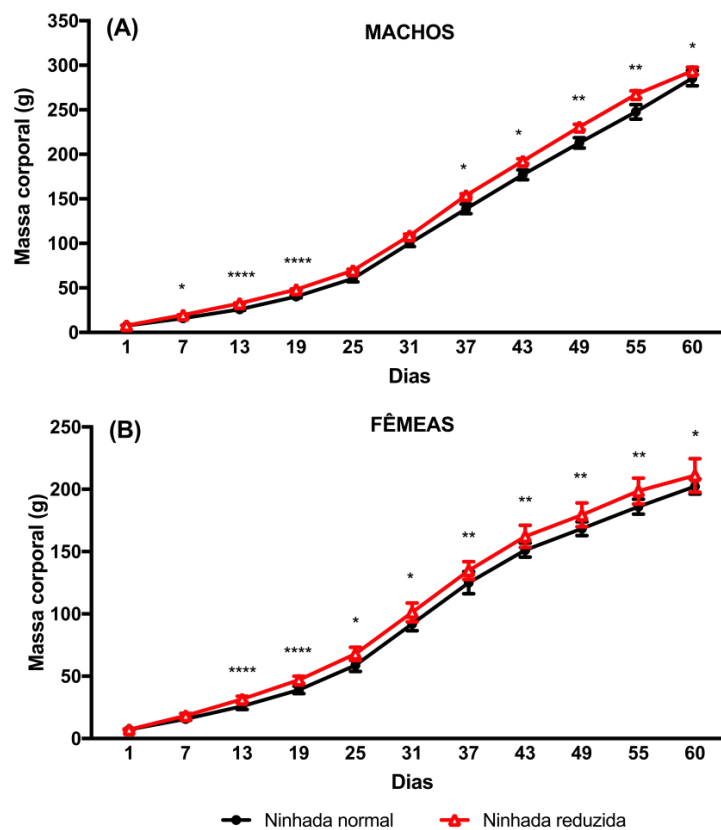 (A)
MACHOS
Massa corporal (g)
350
300
250
200
150
100
50
0
* **** **** * * ** ** *
1 7 13 19 25 31 37 43 49 55 60
Dias
(B)
FÊMEAS
Massa corporal (g)
250
200
150
100
50
0
**** **** * * ** ** ** ** *
1 7 13 19 25 31 37 43 49 55 60
Dias
Ninhada normal Ninhada reduzida